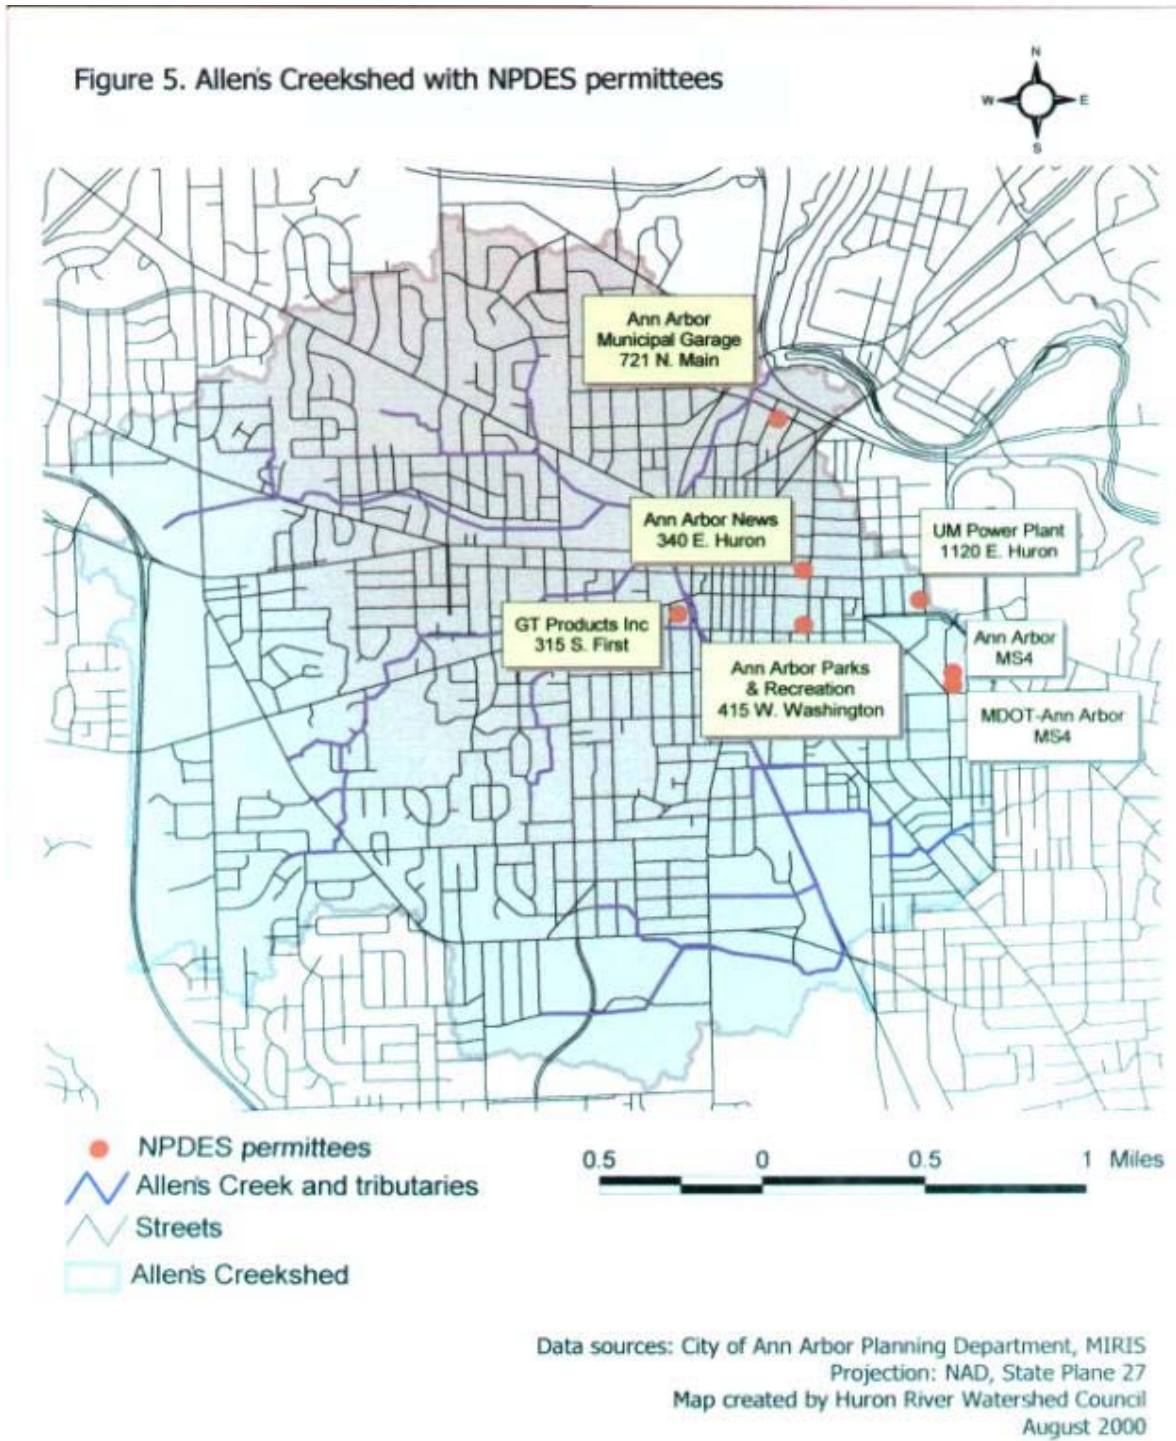 Figure 5. Allen's Creekshed with NPDES permittees
N
W
E
S
Ann Arbor
Municipal Garage
721 N. Main
Ann Arbor News
340 E. Huron
UM Power Plant
1120 E. Huron
GT Products Inc
315 S. First
Ann Arbor
MS4
Ann Arbor Parks
& Recreation
415 W. Washington
MDOT-Ann Arbor
MS4
NPDES permittees
Allen's Creek and tributaries
Streets
Allen's Creekshed
0.5 0 0.5 1 Miles
Data sources: City of Ann Arbor Planning Department, MIRIS
Projection: NAD, State Plane 27
Map created by Huron River Watershed Council
August 2000